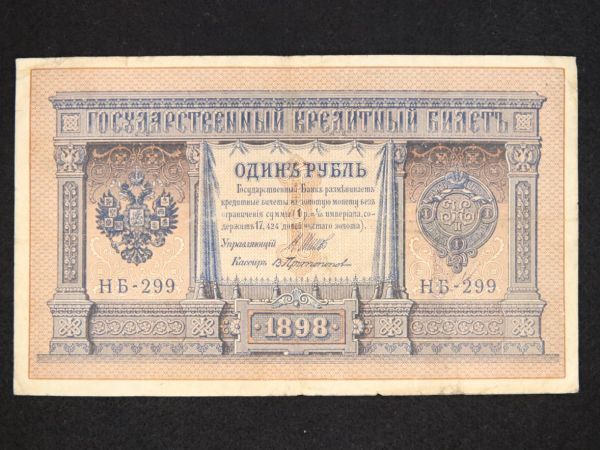 ГОСУДАРСТВЕННЫЙ КРЕДИТНЫЙ БИЛЕТЪ
ОДИНЪ РУБЛЬ
Государственный Банкъ размѣниваетъ
кредитные билеты на золотую монету безъ
ограниченія суммы (1 р.= 1/15 имперіала, со-
держитъ 17,424 долей чистаго золота).
Управляющій
Кассиръ
НБ-299
НБ-299
1898